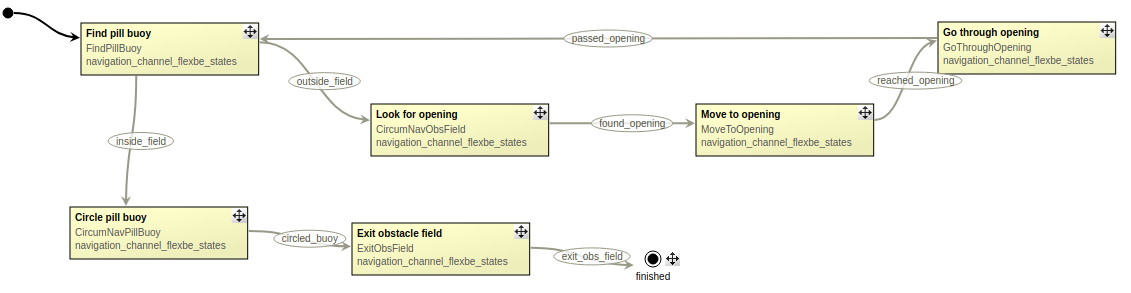 Find pill buoy
FindPillBuoy
navigation_channel_flexbe_states
passed_opening
Go through opening
GoThroughOpening
navigation_channel_flexbe_states
outside_field
reached_opening
Look for opening
CircumNavObsField
navigation_channel_flexbe_states
found_opening
Move to opening
MoveToOpening
navigation_channel_flexbe_states
inside_field
Circle pill buoy
CircumNavPillBuoy
navigation_channel_flexbe_states
circled_buoy
Exit obstacle field
ExitObsField
navigation_channel_flexbe_states
exit_obs_field
finished